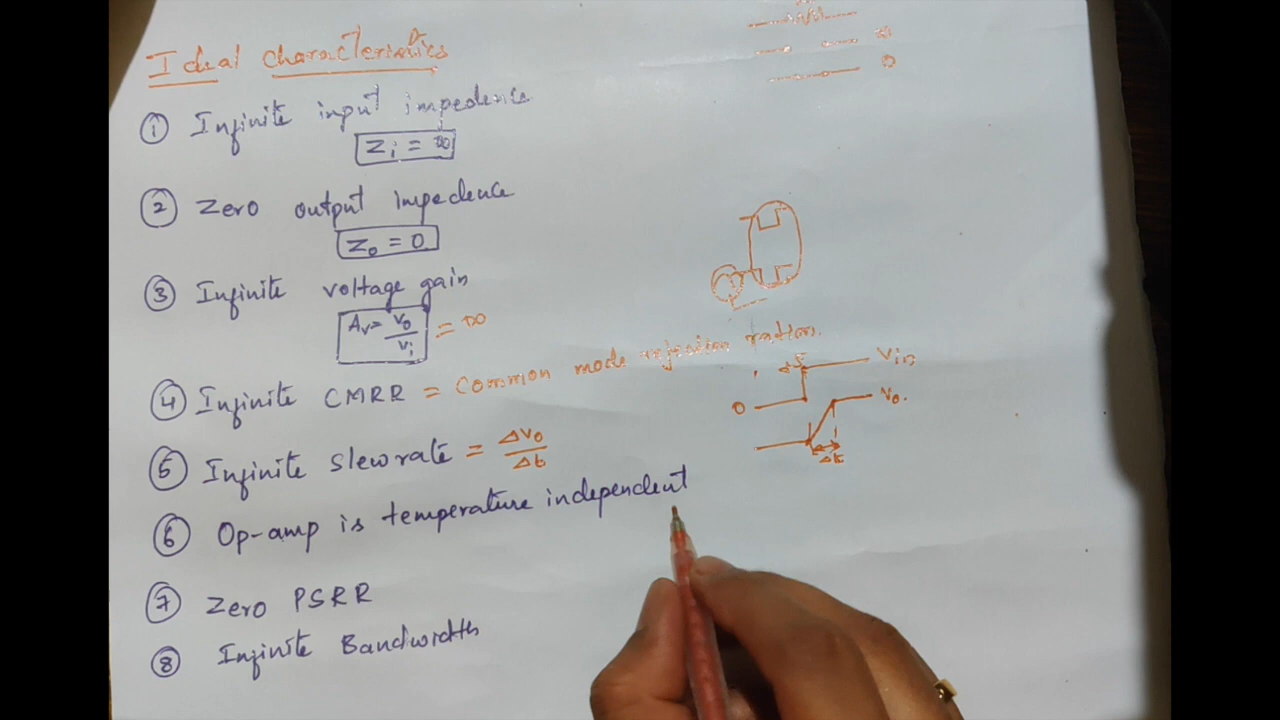 Ideal Characteristics
① Infinite input impedence
Zi = ∞
② Zero output impedence
Zo = 0
③ Infinite voltage gain
Av = Vo/Vi = ∞
④ Infinite CMRR = Common mode rejection ration.
⑤ Infinite Slew rate = ΔVo/Δt
⑥ Op-amp is temperature independent
⑦ Zero PSRR
⑧ Infinite Bandwidth
∞
0
Vin
0
Vo.
Δt